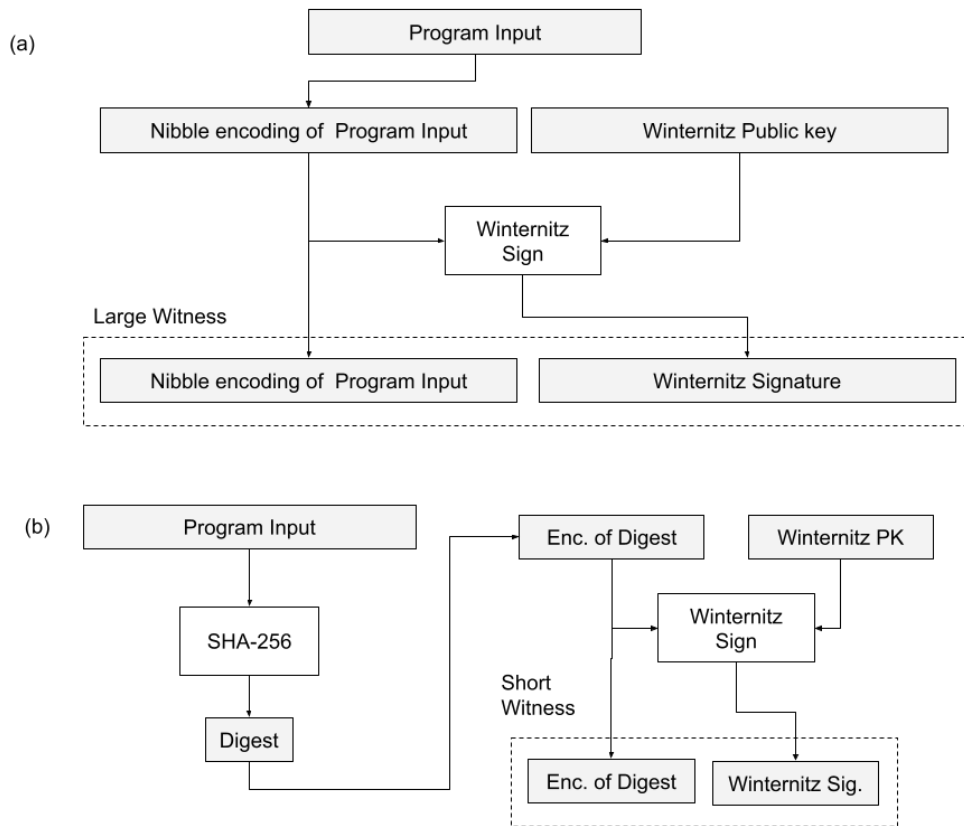 (a)
Program Input
Nibble encoding of  Program Input
Winternitz Public key
Winternitz
Sign
Large Witness
Nibble encoding of  Program Input
Winternitz Signature
(b)
Program Input
Enc. of Digest
Winternitz PK
SHA-256
Winternitz
Sign
Short
Witness
Digest
Enc. of Digest
Winternitz Sig.